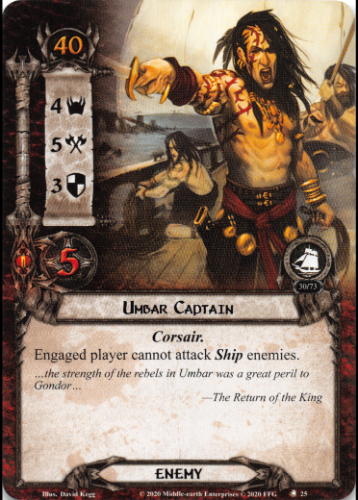 40
4
5
3
5
30/73
Umbar Captain
Corsair.
Engaged player cannot attack Ship enemies.
...the strength of the rebels in Umbar was a great peril to
Gondor...
—The Return of the King
ENEMY
Illus. David Kegg © 2020 Middle-earth Enterprises © 2020 FFG 25